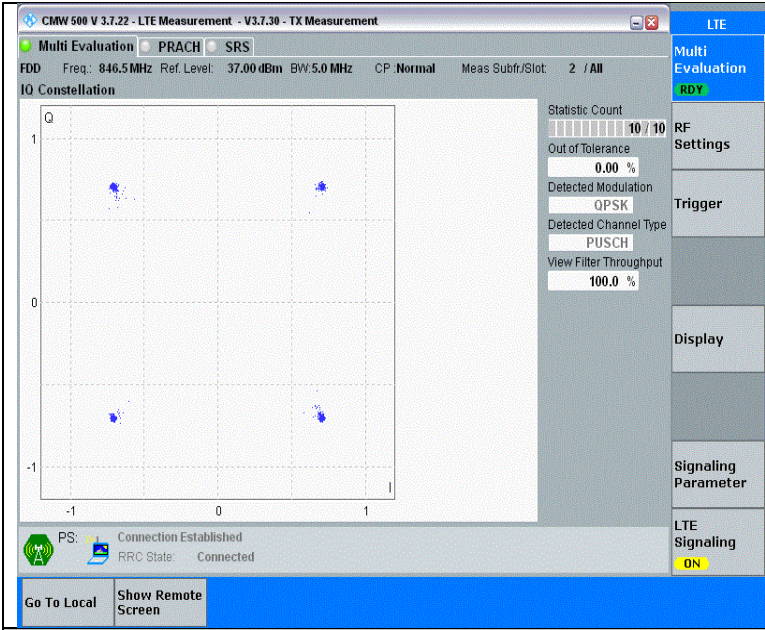 CMW 500 V 3.7.22 - LTE Measurement - V3.7.30 - TX Measurement
LTE
Multi Evaluation PRACH SRS
Multi
Evaluation
RDY
FDD Freq.: 846.5 MHz Ref. Level: 37.00 dBm BW: 5.0 MHz CP :Normal Meas Subfr./Slot: 2 / All
IQ Constellation
Q
1
0
-1
-1 0 1
I
Statistic Count
10 / 10
Out of Tolerance
0.00 %
Detected Modulation
QPSK
Detected Channel Type
PUSCH
View Filter Throughput
100.0 %
RF
Settings
Trigger
Display
Signaling
Parameter
LTE
Signaling
ON
PS: Connection Established
RRC State: Connected
Go To Local
Show Remote
Screen